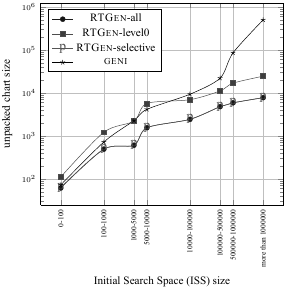 RTGEN-all
RTGEN-level0
RTGEN-selective
GENI
unpacked chart size
10^6
10^5
10^4
10^3
10^2
0-100
100-1000
1000-5000
5000-10000
10000-100000
100000-500000
500000-1000000
more than 1000000
Initial Search Space (ISS) size